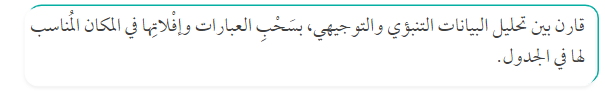 قارن بين تحليل البيانات التنبؤي والتوجيهي، بسَحْبِ العبارات وإفْلاتِها في المكان المُناسب
لها في الجدول.